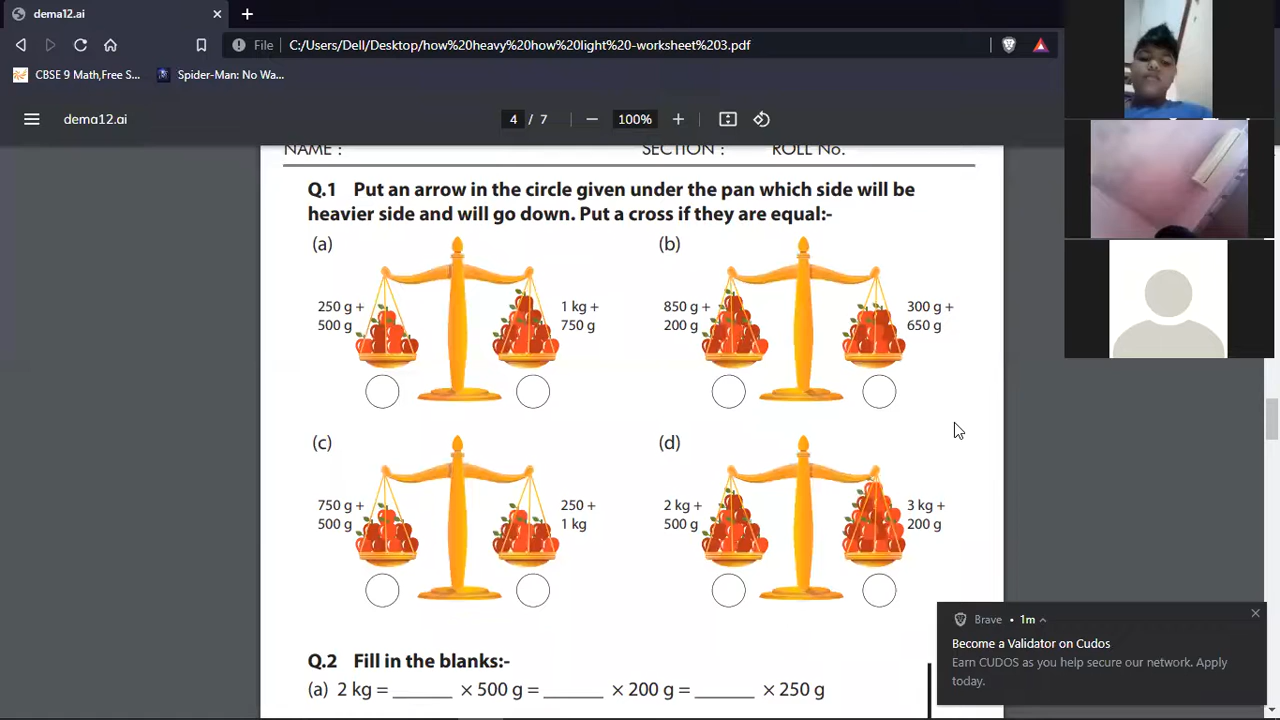 dema12.ai
File C:/Users/Dell/Desktop/how%20heavy%20how%20light%20-worksheet%203.pdf
CBSE 9 Math,Free S... Spider-Man: No Wa...
dema12.ai 4 / 7 100%
NAME : SECTION : ROLL No.
Q.1 Put an arrow in the circle given under the pan which side will be
heavier side and will go down. Put a cross if they are equal:-
(a) (b)
250 g + 1 kg + 850 g + 300 g +
500 g 750 g 200 g 650 g
(c) (d)
750 g + 250 + 2 kg + 3 kg +
500 g 1 kg 500 g 200 g
Q.2 Fill in the blanks:-
(a) 2 kg = ______ × 500 g = ______ × 200 g = ______ × 250 g
Brave • 1m
Become a Validator on Cudos
Earn CUDOS as you help secure our network. Apply
today.